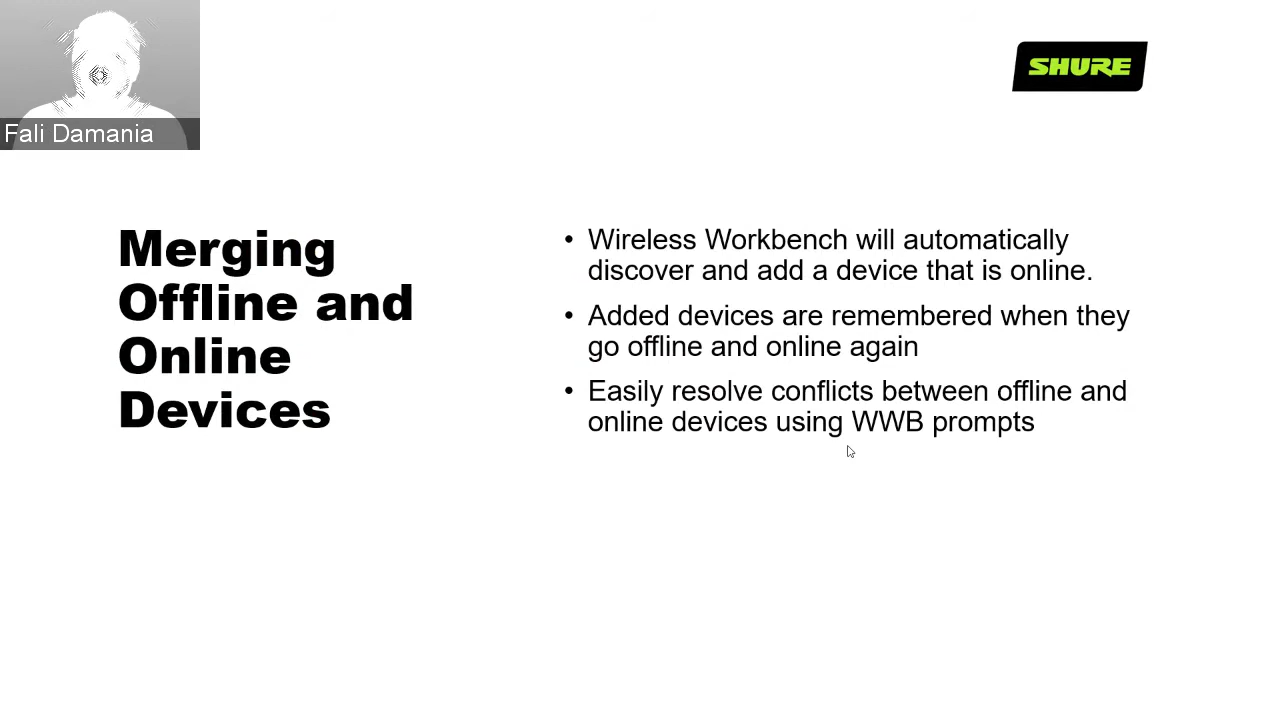 SHURE
Fali Damania
Merging
Offline and
Online
Devices
• Wireless Workbench will automatically
discover and add a device that is online.
• Added devices are remembered when they
go offline and online again
• Easily resolve conflicts between offline and
online devices using WWB prompts